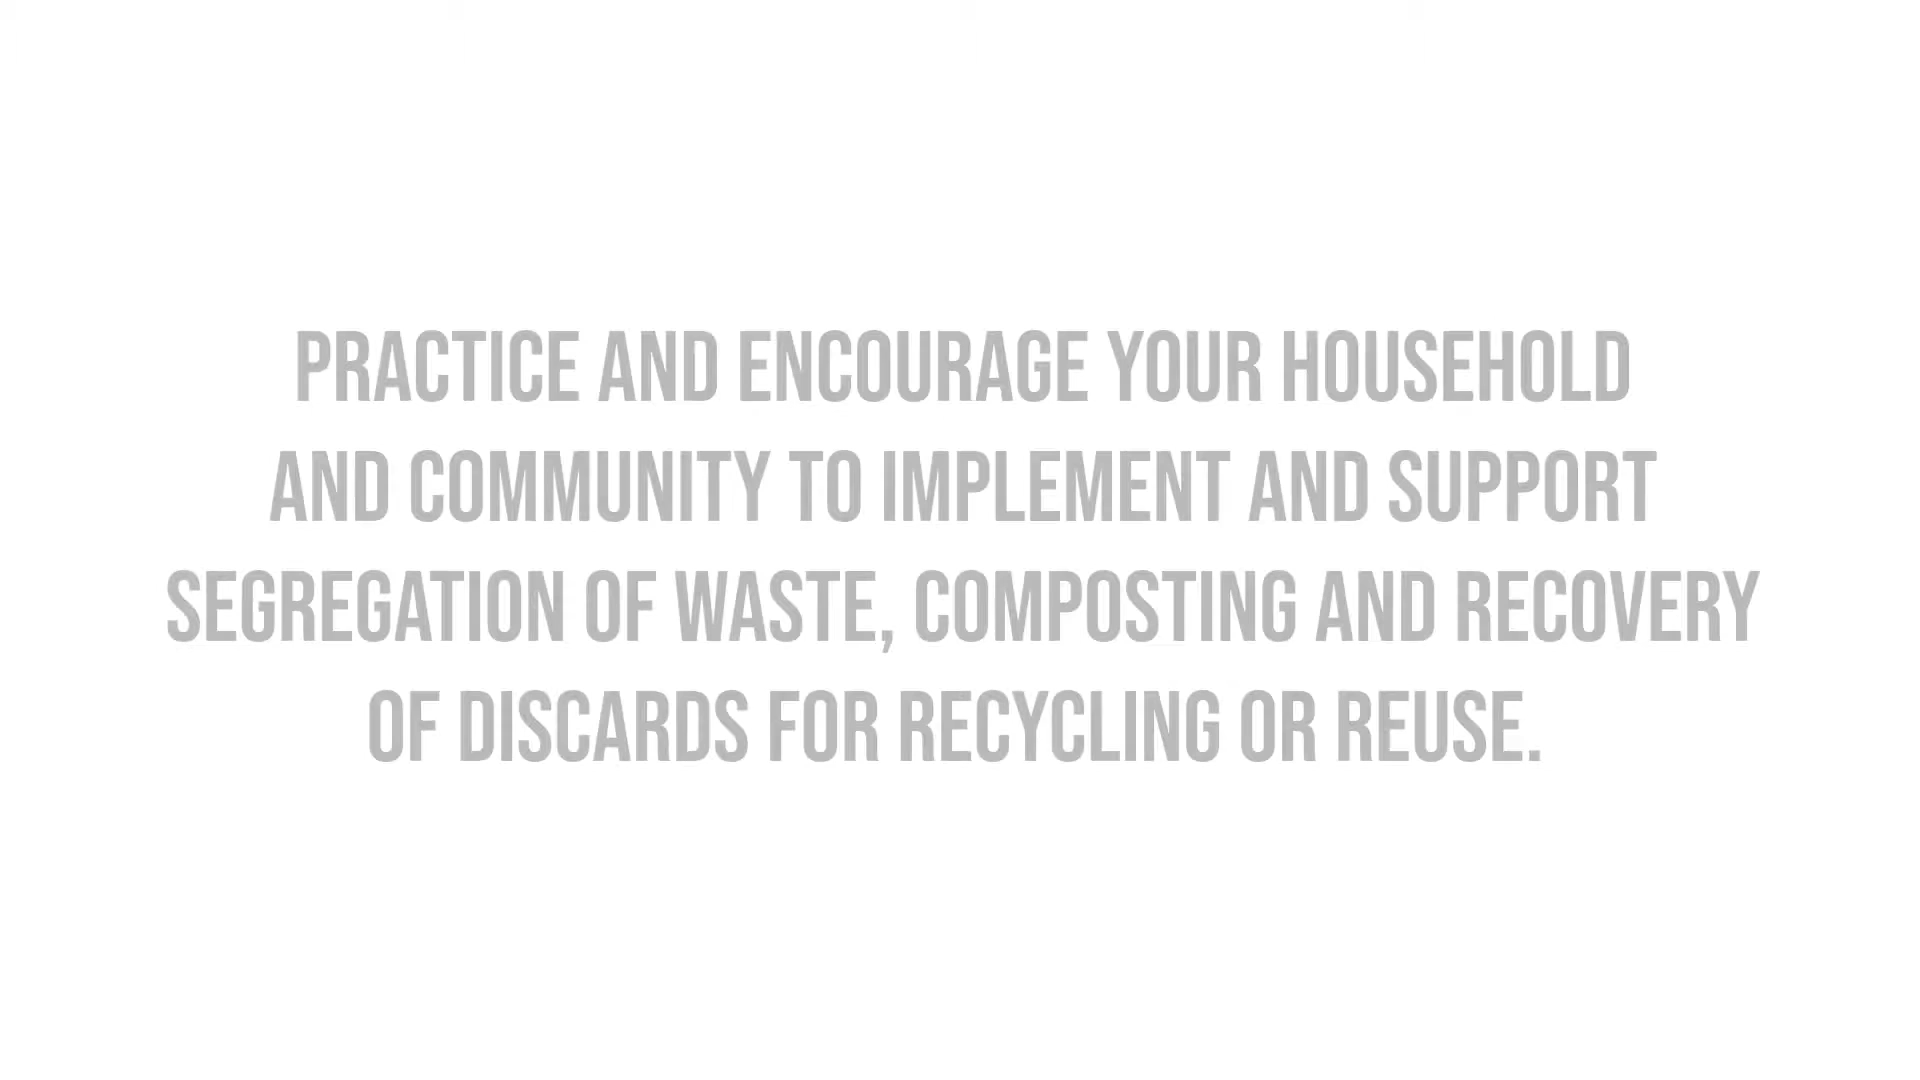 PRACTICE AND ENCOURAGE YOUR HOUSEHOLD
AND COMMUNITY TO IMPLEMENT AND SUPPORT
SEGREGATION OF WASTE, COMPOSTING AND RECOVERY
OF DISCARDS FOR RECYCLING OR REUSE.